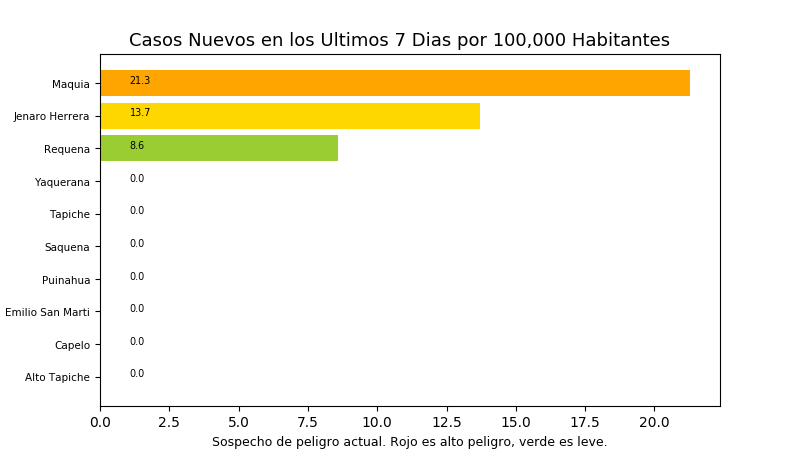 Casos Nuevos en los Ultimos 7 Dias por 100,000 Habitantes
Maquia 21.3
Jenaro Herrera 13.7
Requena 8.6
Yaquerana 0.0
Tapiche 0.0
Saquena 0.0
Puinahua 0.0
Emilio San Marti 0.0
Capelo 0.0
Alto Tapiche 0.0
0.0 2.5 5.0 7.5 10.0 12.5 15.0 17.5 20.0
Sospecho de peligro actual. Rojo es alto peligro, verde es leve.